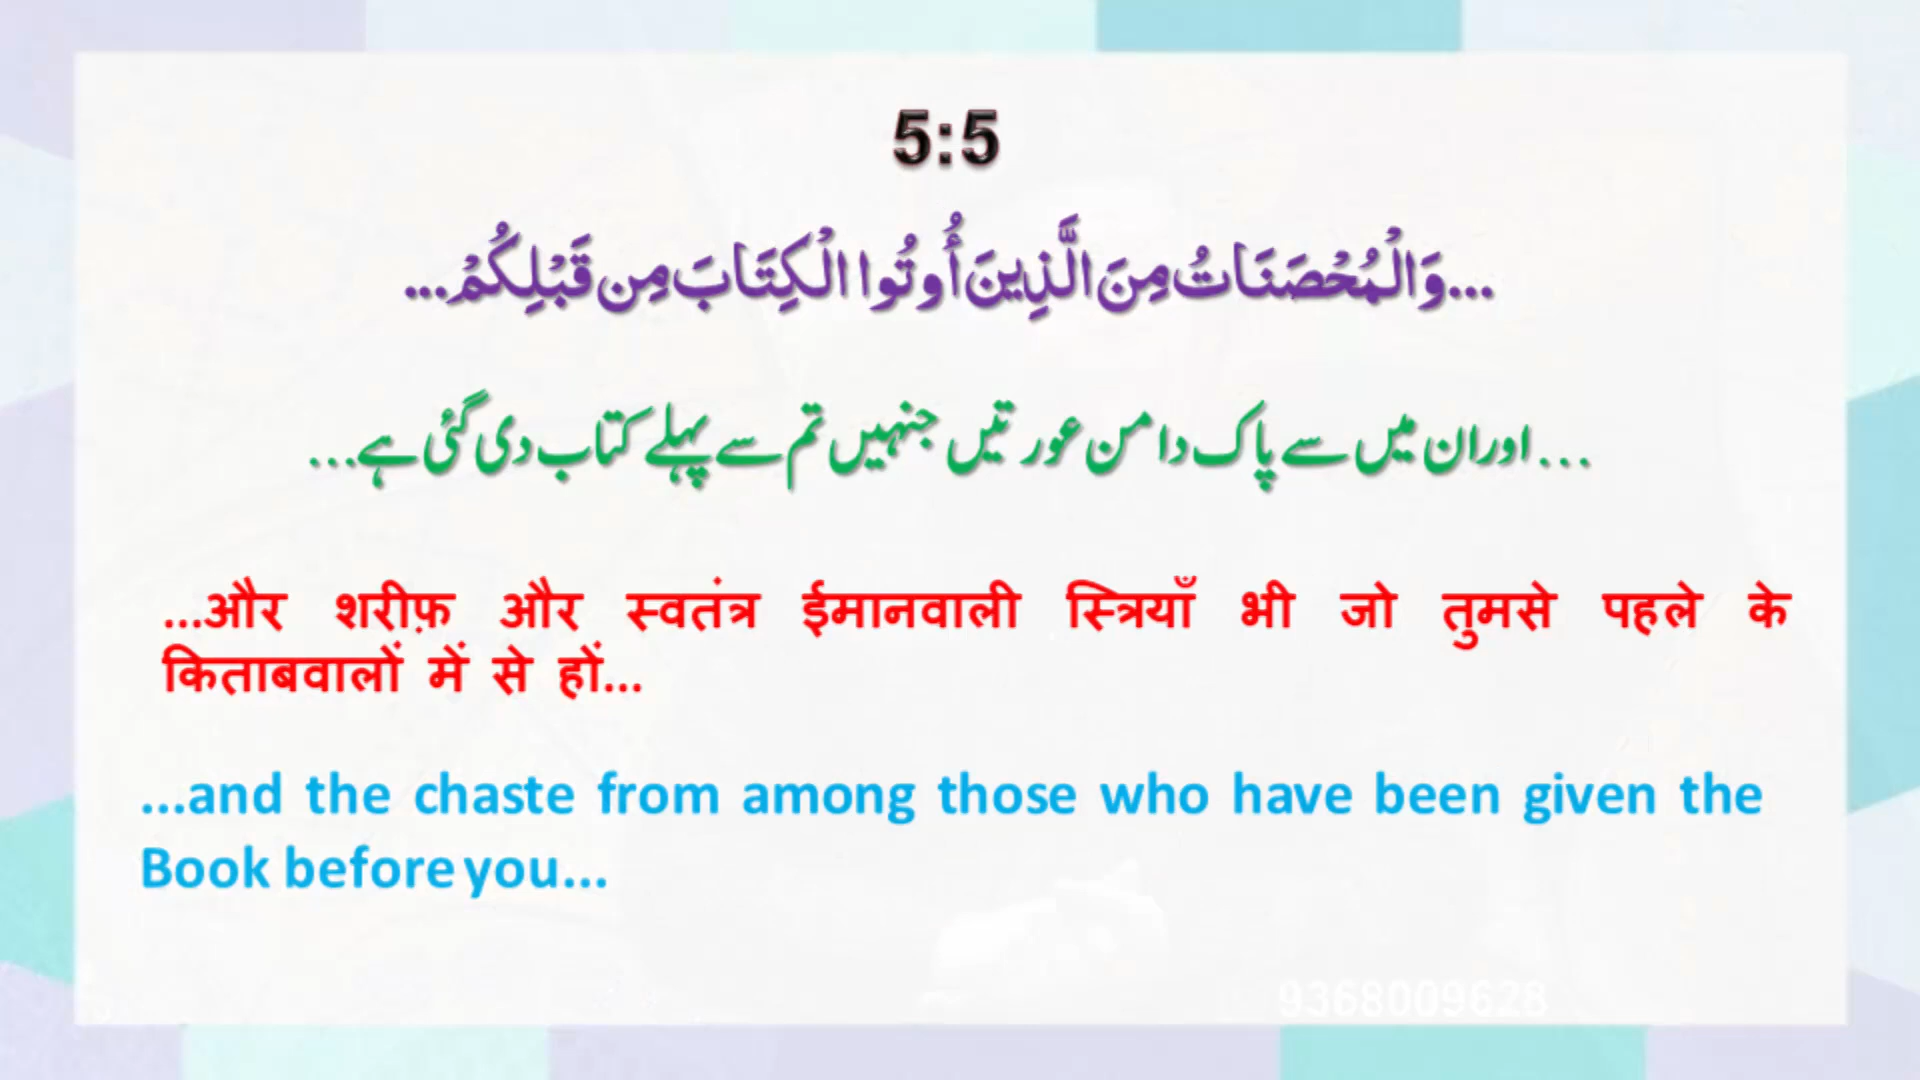 5:5
...وَالْمُحْصَنَاتُ مِنَ الَّذِينَ أُوتُوا الْكِتَابَ مِن قَبْلِكُمْ...
...اور ان میں سے پاک دامن عورتیں جنہیں تم سے پہلے کتاب دی گئی ہے...
...और शरीफ़ और स्वतंत्र ईमानवाली स्त्रियाँ भी जो तुमसे पहले के
किताबवालों में से हों...
...and the chaste from among those who have been given the
Book before you...
9368009628